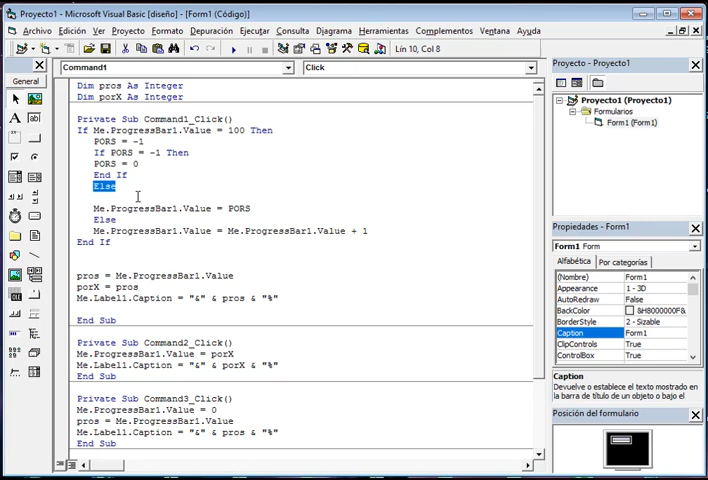 Proyecto1 - Microsoft Visual Basic [diseño] - [Form1 (Código)]
Archivo Edición Ver Proyecto Formato Depuración Ejecutar Consulta Diagrama Herramientas Complementos Ventana Ayuda
Lín 10, Col 8
General
Command1
Click
Dim pros As Integer
Dim porX As Integer
Private Sub Command1_Click()
If Me.ProgressBar1.Value = 100 Then
PORS = -1
If PORS = -1 Then
PORS = 0
End If
Else
Me.ProgressBar1.Value = PORS
Else
Me.ProgressBar1.Value = Me.ProgressBar1.Value + 1
End If
pros = Me.ProgressBar1.Value
porX = pros
Me.Label1.Caption = "&" & pros & "%"
End Sub
Private Sub Command2_Click()
Me.ProgressBar1.Value = porX
Me.Label1.Caption = "&" & porX & "%"
End Sub
Private Sub Command3_Click()
Me.ProgressBar1.Value = 0
pros = Me.ProgressBar1.Value
Me.Label1.Caption = "&" & pros & "%"
End Sub
Proyecto - Proyecto1
Proyecto1 (Proyecto1)
Formularios
Form1 (Form1)
Propiedades - Form1
Form1 Form
Alfabética Por categorías
(Name) Form1
Appearance 1 - 3D
AutoRedraw False
BackColor &H8000000F&
BorderStyle 2 - Sizable
Caption Form1
ClipControls True
ControlBox True
Caption
Devuelve o establece el texto mostrado en
la barra de título de un objeto o bajo el
Posición del formulario